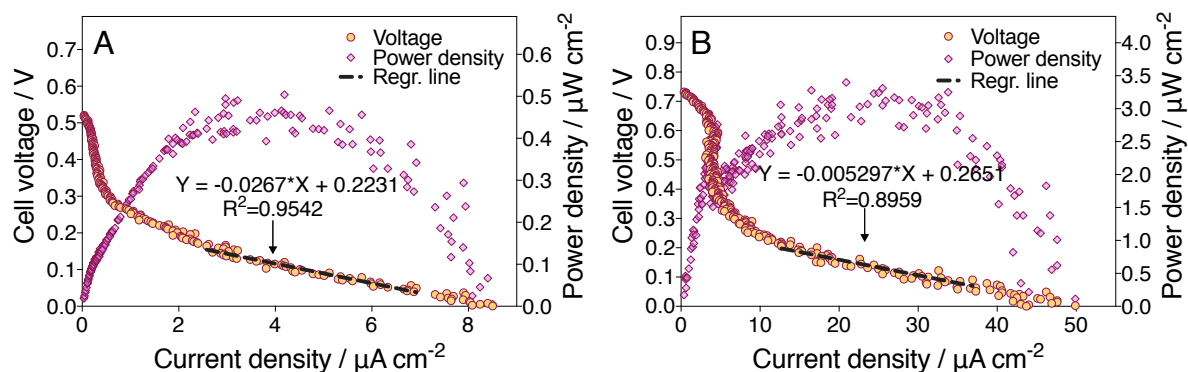 A
Voltage
Power density
Regr. line
Y = -0.0267*X + 0.2231
R²=0.9542
Cell voltage / V
0.7
0.6
0.5
0.4
0.3
0.2
0.1
0.0
Power density / µW cm⁻²
0.6
0.5
0.4
0.3
0.2
0.1
0.0
0 2 4 6 8
Current density / µA cm⁻²
B
Voltage
Power density
Regr. line
Y = -0.005297*X + 0.2651
R²=0.8959
Cell voltage / V
0.9
0.8
0.7
0.6
0.5
0.4
0.3
0.2
0.1
0.0
Power density / µW cm⁻²
4.0
3.5
3.0
2.5
2.0
1.5
1.0
0.5
0.0
0 10 20 30 40 50
Current density / µA cm⁻²